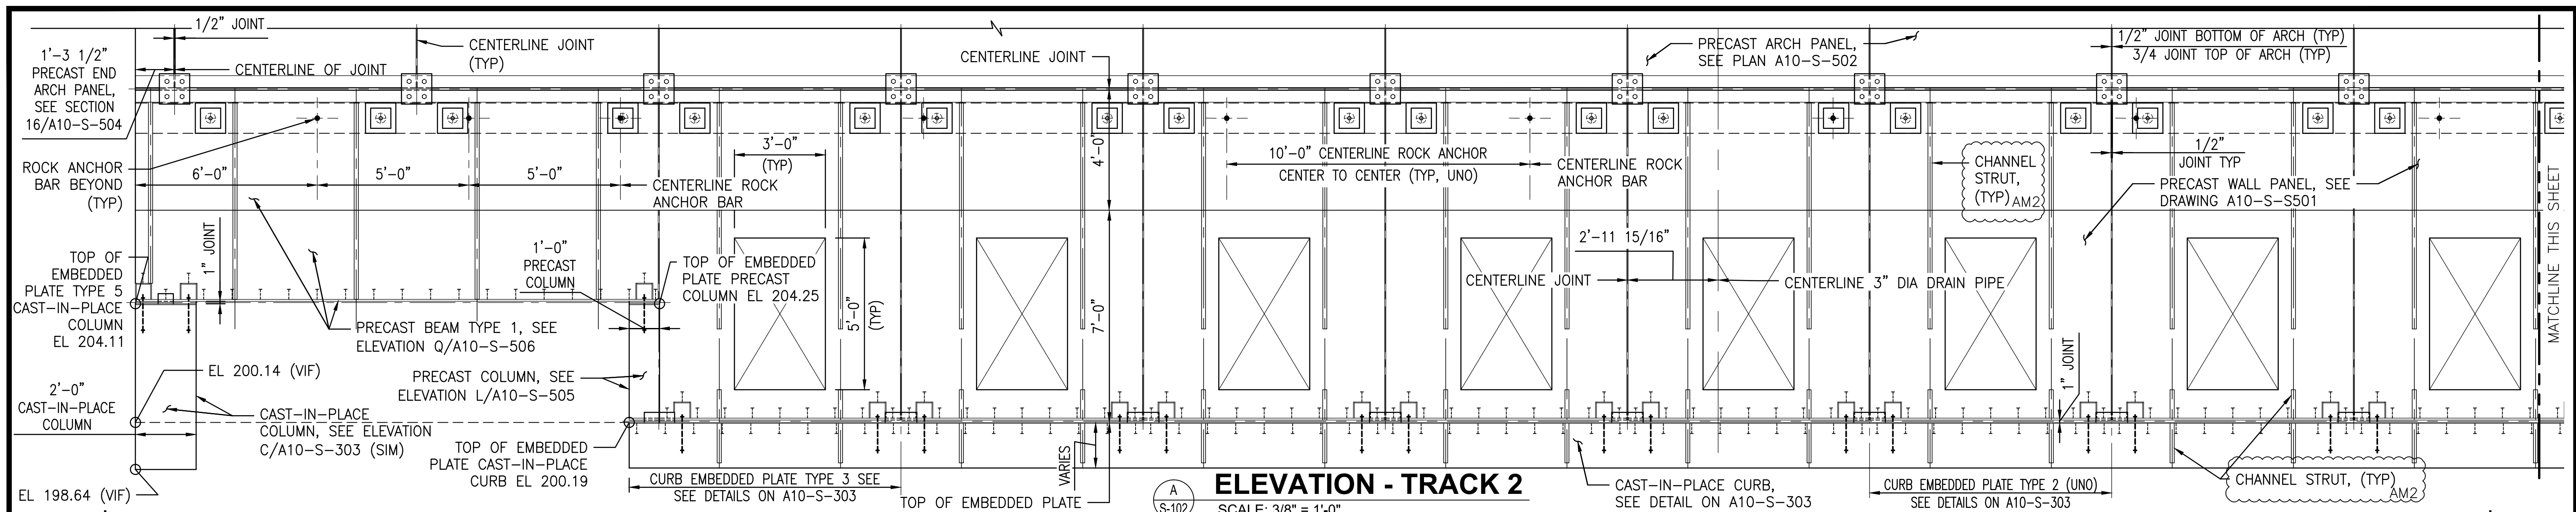 1/2" JOINT
1'-3 1/2"
PRECAST END
ARCH PANEL,
SEE SECTION
16/A10-S-504
CENTERLINE OF JOINT
CENTERLINE JOINT
(TYP)
CENTERLINE JOINT
PRECAST ARCH PANEL,
SEE PLAN A10-S-502
1/2" JOINT BOTTOM OF ARCH (TYP)
3/4 JOINT TOP OF ARCH (TYP)
ROCK ANCHOR
BAR BEYOND
(TYP)
6'-0"
5'-0"
5'-0"
CENTERLINE ROCK
ANCHOR BAR
3'-0"
(TYP)
4'-0"
10'-0" CENTERLINE ROCK ANCHOR
CENTER TO CENTER (TYP, UNO)
CENTERLINE ROCK
ANCHOR BAR
CHANNEL
STRUT,
(TYP)
AM2
1/2"
JOINT TYP
PRECAST WALL PANEL, SEE
DRAWING A10-S-S501
MATCHLINE THIS SHEET
TOP OF
EMBEDDED
PLATE TYPE 5
CAST-IN-PLACE
COLUMN
EL 204.11
1" JOINT
1'-0"
PRECAST
COLUMN
TOP OF EMBEDDED
PLATE PRECAST
COLUMN EL 204.25
5'-0"
(TYP)
7'-0"
2'-11 15/16"
CENTERLINE JOINT
CENTERLINE 3" DIA DRAIN PIPE
PRECAST BEAM TYPE 1, SEE
ELEVATION Q/A10-S-506
1" JOINT
EL 200.14 (VIF)
PRECAST COLUMN, SEE
ELEVATION L/A10-S-505
2'-0"
CAST-IN-PLACE
COLUMN
CAST-IN-PLACE
COLUMN, SEE ELEVATION
C/A10-S-303 (SIM)
TOP OF EMBEDDED
PLATE CAST-IN-PLACE
CURB EL 200.19
VARIES
EL 198.64 (VIF)
CURB EMBEDDED PLATE TYPE 3 SEE
SEE DETAILS ON A10-S-303
TOP OF EMBEDDED PLATE
A
S-102
ELEVATION - TRACK 2
SCALE: 3/8" = 1'-0"
CAST-IN-PLACE CURB,
SEE DETAIL ON A10-S-303
CURB EMBEDDED PLATE TYPE 2 (UNO)
SEE DETAILS ON A10-S-303
CHANNEL STRUT, (TYP)
AM2